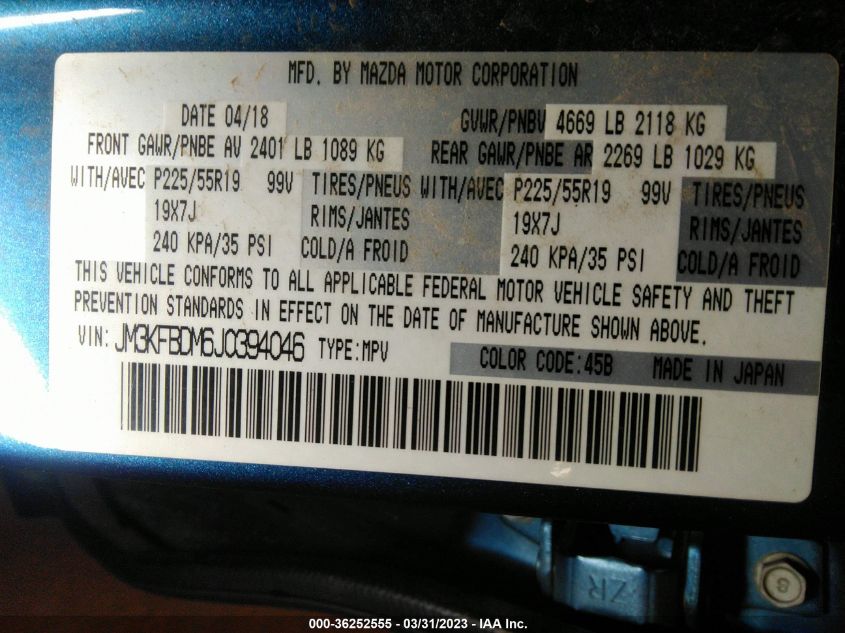 MFD. BY MAZDA MOTOR CORPORATION
DATE 04/18 GVWR/PNBV 4669 LB 2118 KG
FRONT GAWR/PNBE AV 2401 LB 1089 KG REAR GAWR/PNBE AR 2269 LB 1029 KG
WITH/AVEC P225/55R19 99V TIRES/PNEUS WITH/AVEC P225/55R19 99V TIRES/PNEUS
19X7J RIMS/JANTES 19X7J RIMS/JANTES
240 KPA/35 PSI COLD/A FROID 240 KPA/35 PSI COLD/A FROID
THIS VEHICLE CONFORMS TO ALL APPLICABLE FEDERAL MOTOR VEHICLE SAFETY AND THEFT
PREVENTION STANDARDS IN EFFECT ON THE DATE OF MANUFACTURE SHOWN ABOVE.
VIN: JM3KFBDM6J0394046 TYPE:MPV COLOR CODE:45B MADE IN JAPAN
ZR
000-36252555 - 03/31/2023 - IAA Inc.